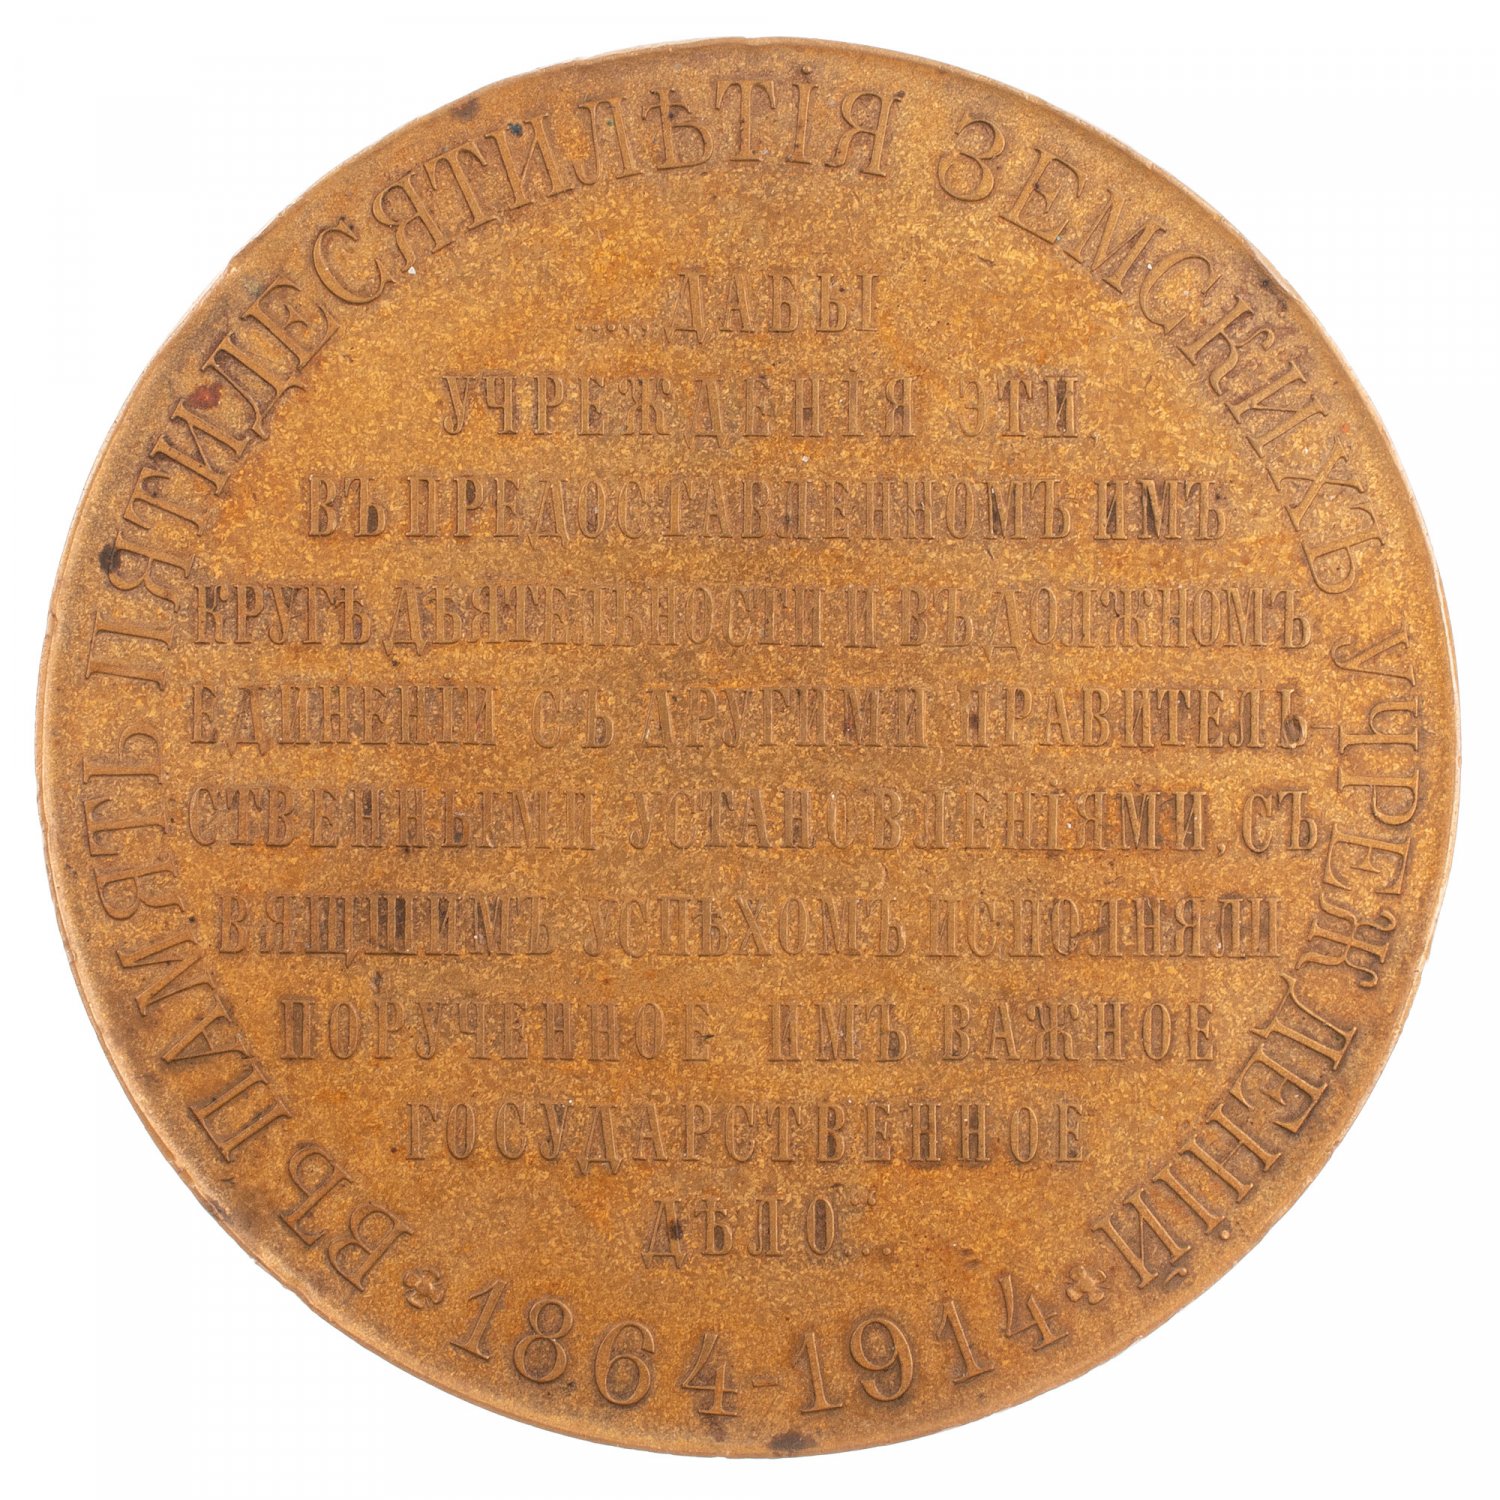 ВЪ ПАМЯТЬ ПЯТИДЕСЯТИЛѢТІЯ ЗЕМСКИХЪ УЧРЕЖДЕНІЙ
......ДАБЫ
УЧРЕЖДЕНІЯ ЭТИ,
ВЪ ПРЕДОСТАВЛЕННОМЪ ИМЪ
КРУГѢ ДѢЯТЕЛЬНОСТИ И ВЪ ДОЛЖНОМЪ
ЕДИНЕНІИ СЪ ДРУГИМИ ПРАВИТЕЛЬ-
СТВЕННЫМИ УСТАНОВЛЕНІЯМИ, СЪ
ВЯЩШИМЪ УСПѢХОМЪ ИСПОЛНЯЛИ
ПОРУЧЕННОЕ ИМЪ ВАЖНОЕ
ГОСУДАРСТВЕННОЕ
ДѢЛО"...
1864-1914